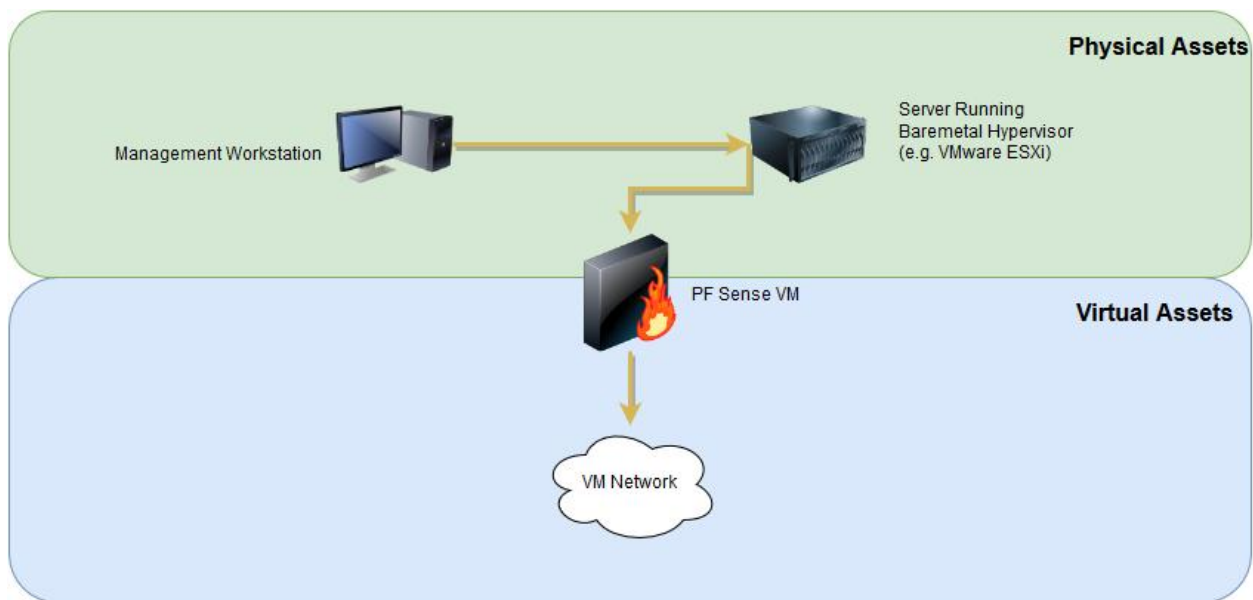 Physical Assets
Management Workstation
Server Running
Baremetal Hypervisor
(e.g. VMware ESXi)
PF Sense VM
Virtual Assets
VM Network